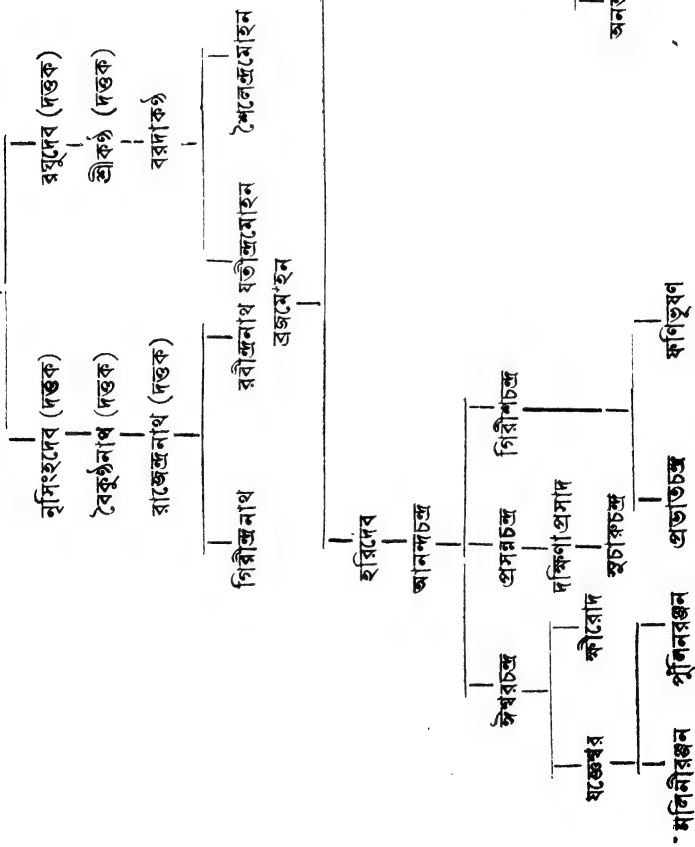 নৃসিংহদেব (দত্তক) রঘুদেব (দত্তক)
বৈকুণ্ঠনাথ (দত্তক) শ্রীকণ্ঠ (দত্তক)
রাজেন্দ্রনাথ (দত্তক) বরদাকণ্ঠ
গিরীন্দ্রনাথ রবীন্দ্রনাথ যতীন্দ্রমোহন শৈলেন্দ্রমোহন
ব্রজমোহন
হরিদেব
আনন্দচন্দ্র
ঈশ্বরচন্দ্র প্রসন্নচন্দ্র গিরীশচন্দ্র
যজ্ঞেশ্বর ক্ষীরোদ দক্ষিণাপ্রসাদ
সুচারুচন্দ্র
নলিনীরঞ্জন পুলিনরঞ্জন প্রভাতচন্দ্র ফণিভূষণ